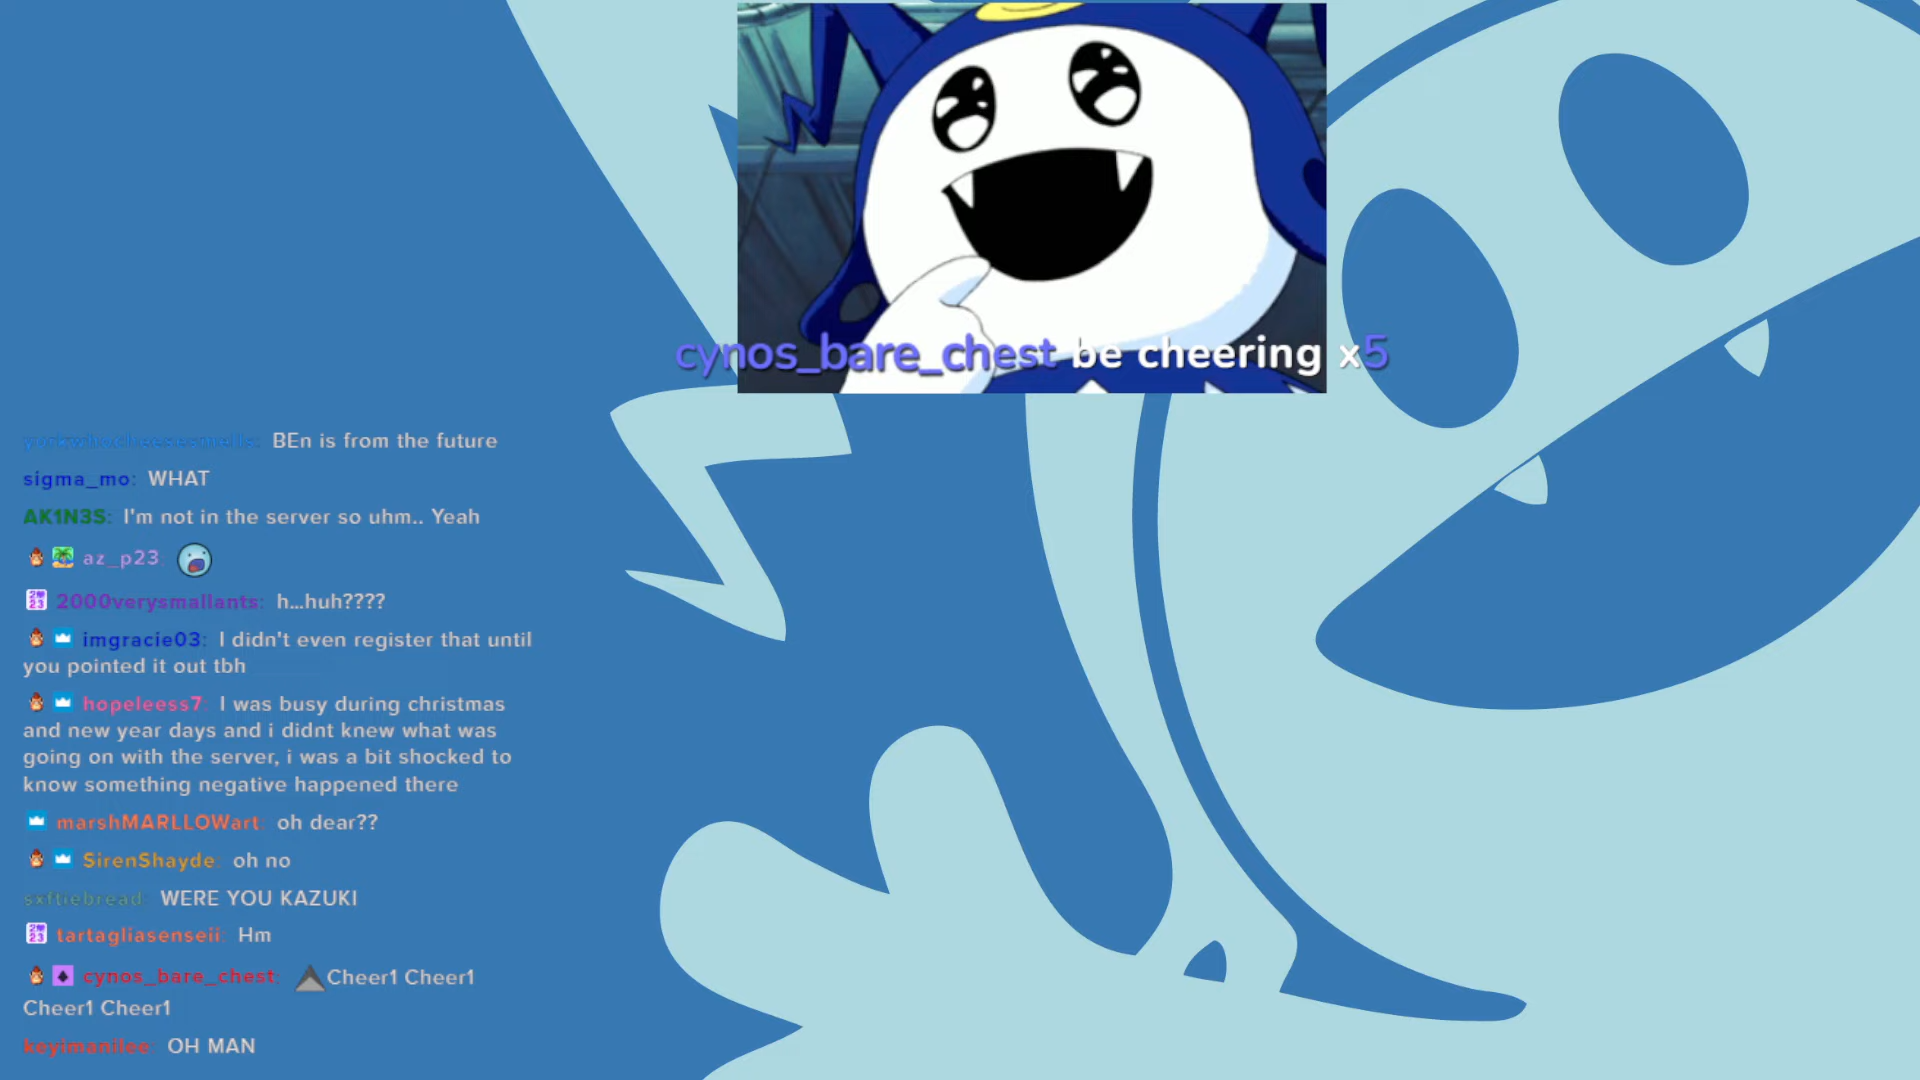 cynos_bare_chest be cheering x5
BEn is from the future
sigma_mo: WHAT
AK1N3S: I'm not in the server so uhm.. Yeah
az_p23:
2000verysmallants: h...huh????
imgracie03: I didn't even register that until
you pointed it out tbh
hopeleess7: I was busy during christmas
and new year days and i didnt knew what was
going on with the server, i was a bit shocked to
know something negative happened there
marshMARLLOWart: oh dear??
SirenShayde: oh no
sxftiebread: WERE YOU KAZUKI
tartagliasenseii: Hm
cynos_bare_chest: Cheer1 Cheer1
Cheer1 Cheer1
keyimanilee: OH MAN